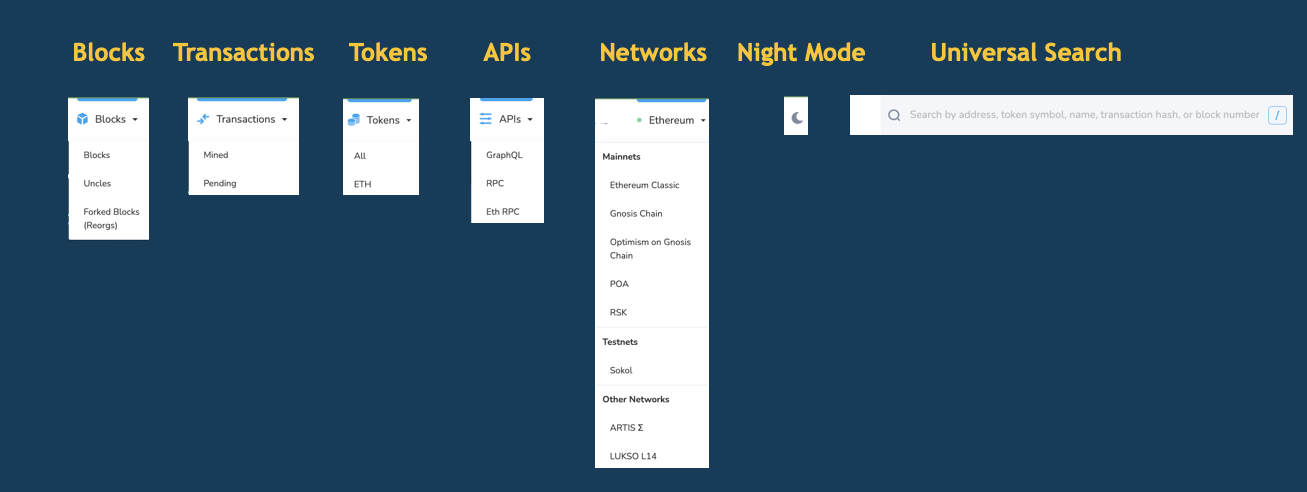 Blocks
Transactions
Tokens
APIs
Networks
Night Mode
Universal Search
Blocks
Blocks
Uncles
Forked Blocks
(Reorgs)
Transactions
Mined
Pending
Tokens
All
ETH
APIs
GraphQL
RPC
Eth RPC
Ethereum
Mainnets
Ethereum Classic
Gnosis Chain
Optimism on Gnosis
Chain
POA
RSK
Testnets
Sokol
Other Networks
ARTIS Σ
LUKSO L14
Search by address, token symbol, name, transaction hash, or block number
/